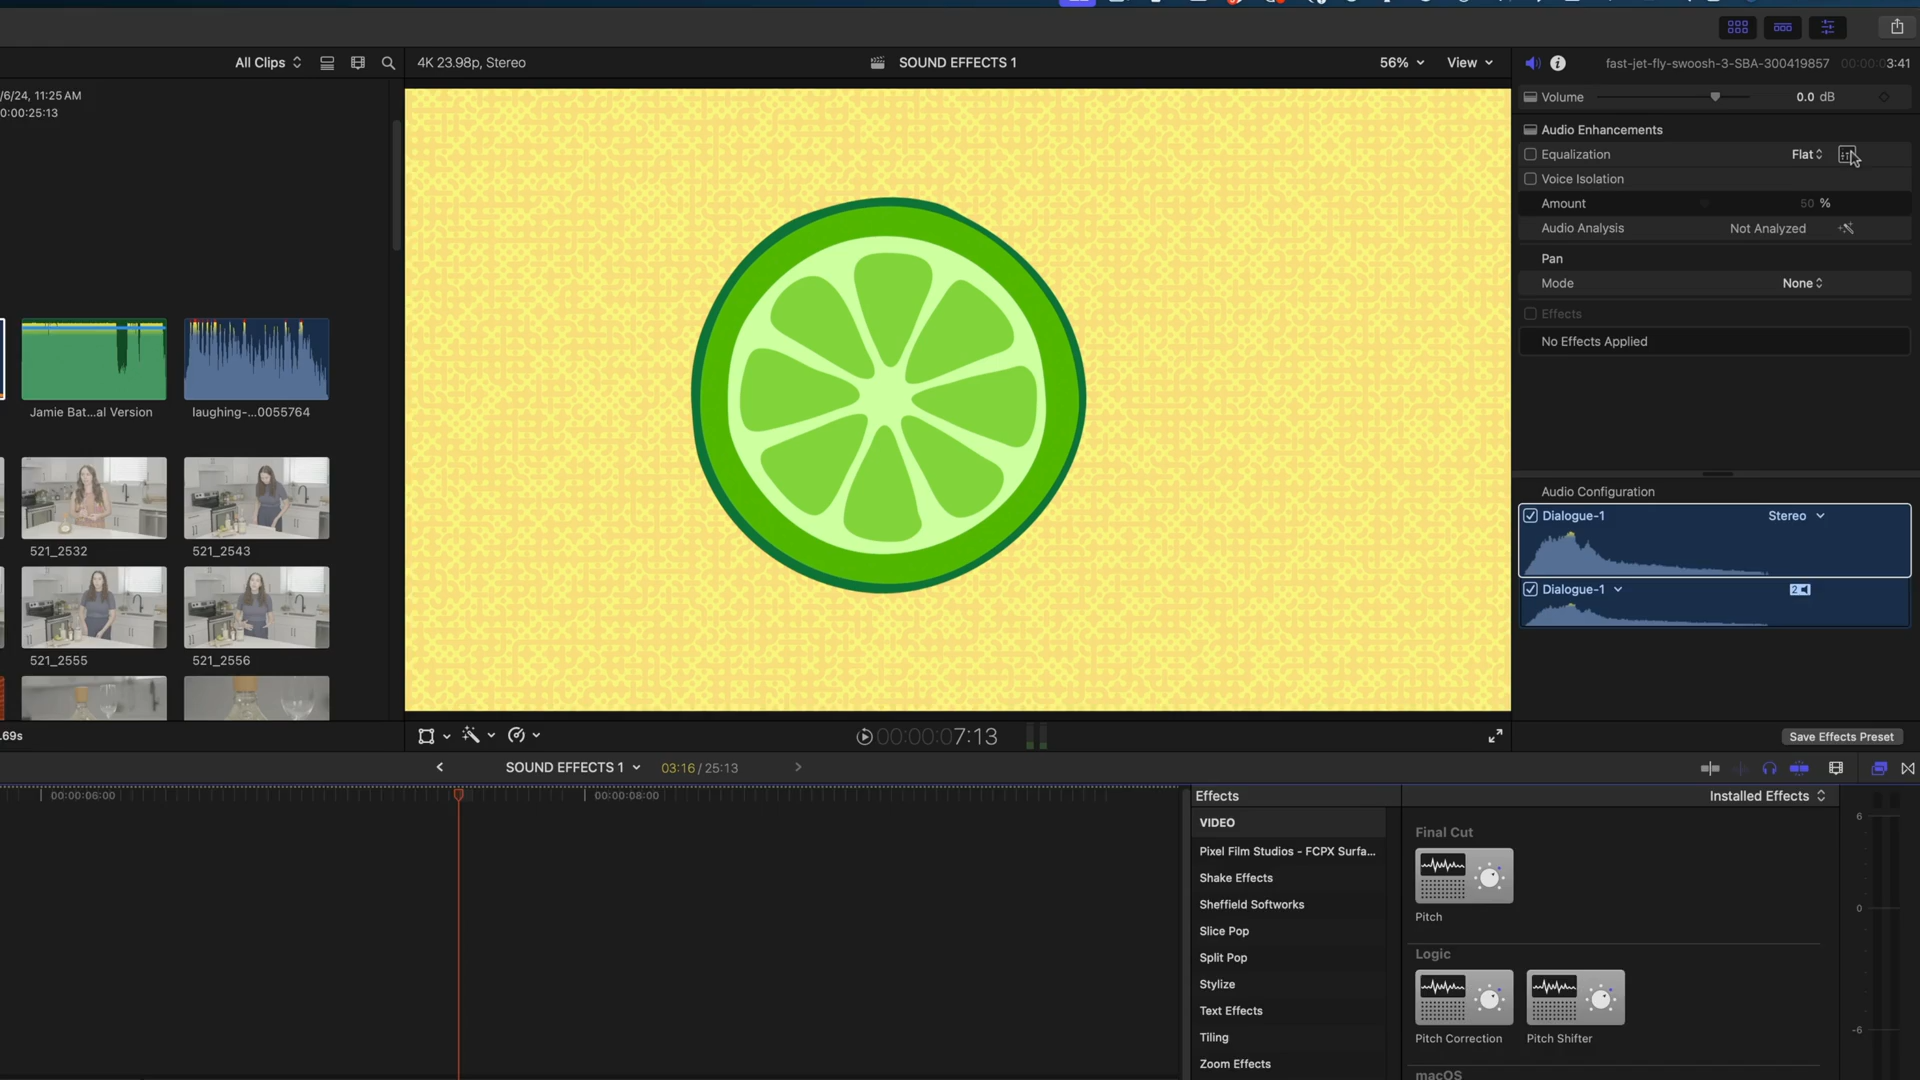 All Clips
4K 23.98p, Stereo
SOUND EFFECTS 1
56%
View
fast-jet-fly-swoosh-3-SBA-300419857
00:00:03:41
/6/24, 11:25 AM
0:00:25:13
Volume
0.0 dB
Audio Enhancements
Equalization
Flat
Voice Isolation
Amount
50 %
Audio Analysis
Not Analyzed
Pan
Mode
None
Effects
No Effects Applied
Jamie Bat...al Version
laughing-...0055764
521_2532
521_2543
521_2555
521_2556
Audio Configuration
Dialogue-1
Stereo
Dialogue-1
2
.69s
00:00:00:07:13
Save Effects Preset
SOUND EFFECTS 1
03:16 / 25:13
00:00:06:00
00:00:08:00
Effects
Installed Effects
VIDEO
Pixel Film Studios - FCPX Surfa...
Shake Effects
Sheffield Softworks
Slice Pop
Split Pop
Stylize
Text Effects
Tiling
Zoom Effects
Final Cut
Pitch
Logic
Pitch Correction
Pitch Shifter
macOS
6
0
-6